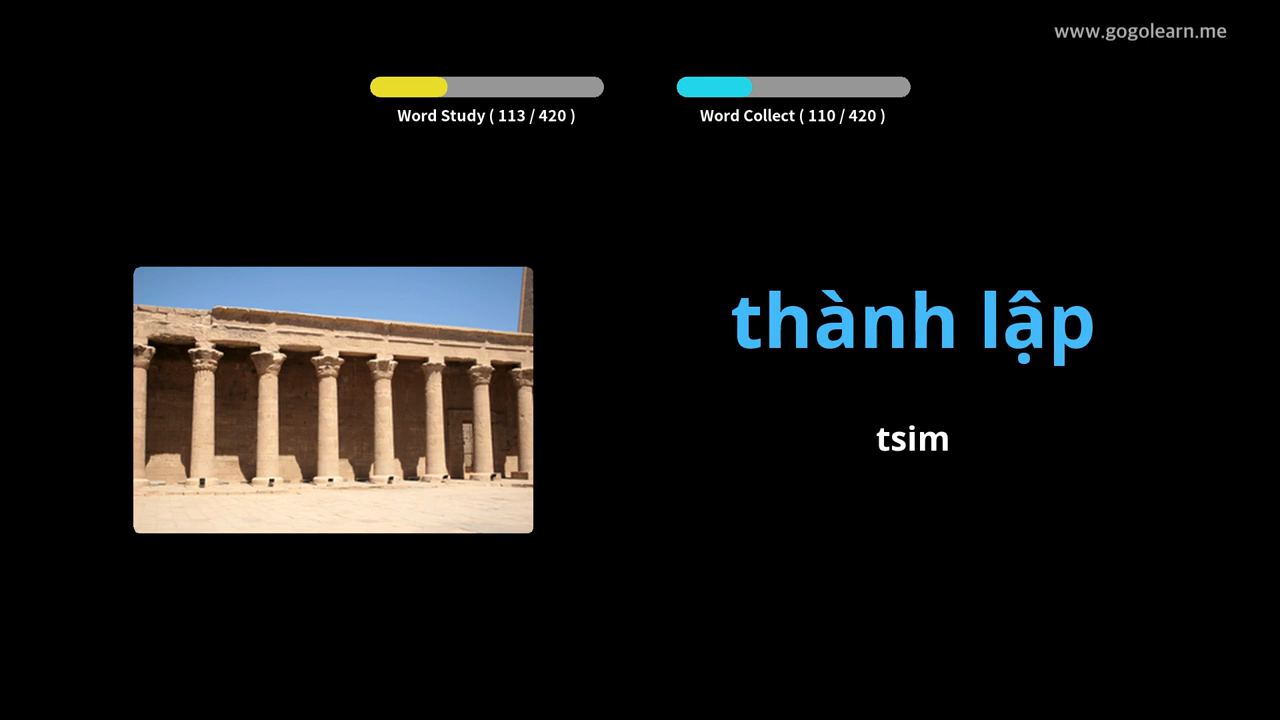 www.gogolearn.me
Word Study ( 113 / 420 )
Word Collect ( 110 / 420 )
thành lập
tsim